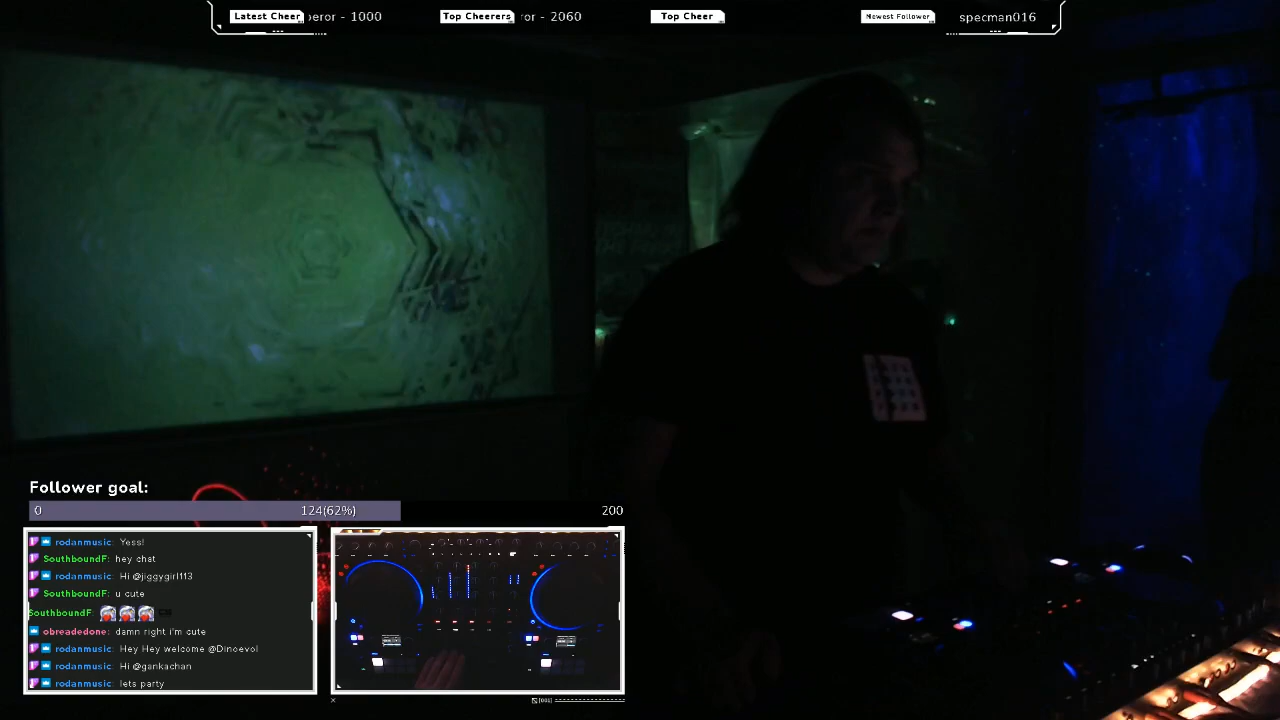 Latest Cheer peror - 1000
Top Cheerers ror - 2060
Top Cheer
Newest Follower specman016
Follower goal:
0 124(62%) 200
rodanmusic: Yess!
SouthboundF: hey chat
rodanmusic: Hi @jiggygirl113
SouthboundF: u cute
SouthboundF:
obreadedone: damn right i'm cute
rodanmusic: Hey Hey welcome @Dinoevol
rodanmusic: Hi @gankachan
rodanmusic: lets party